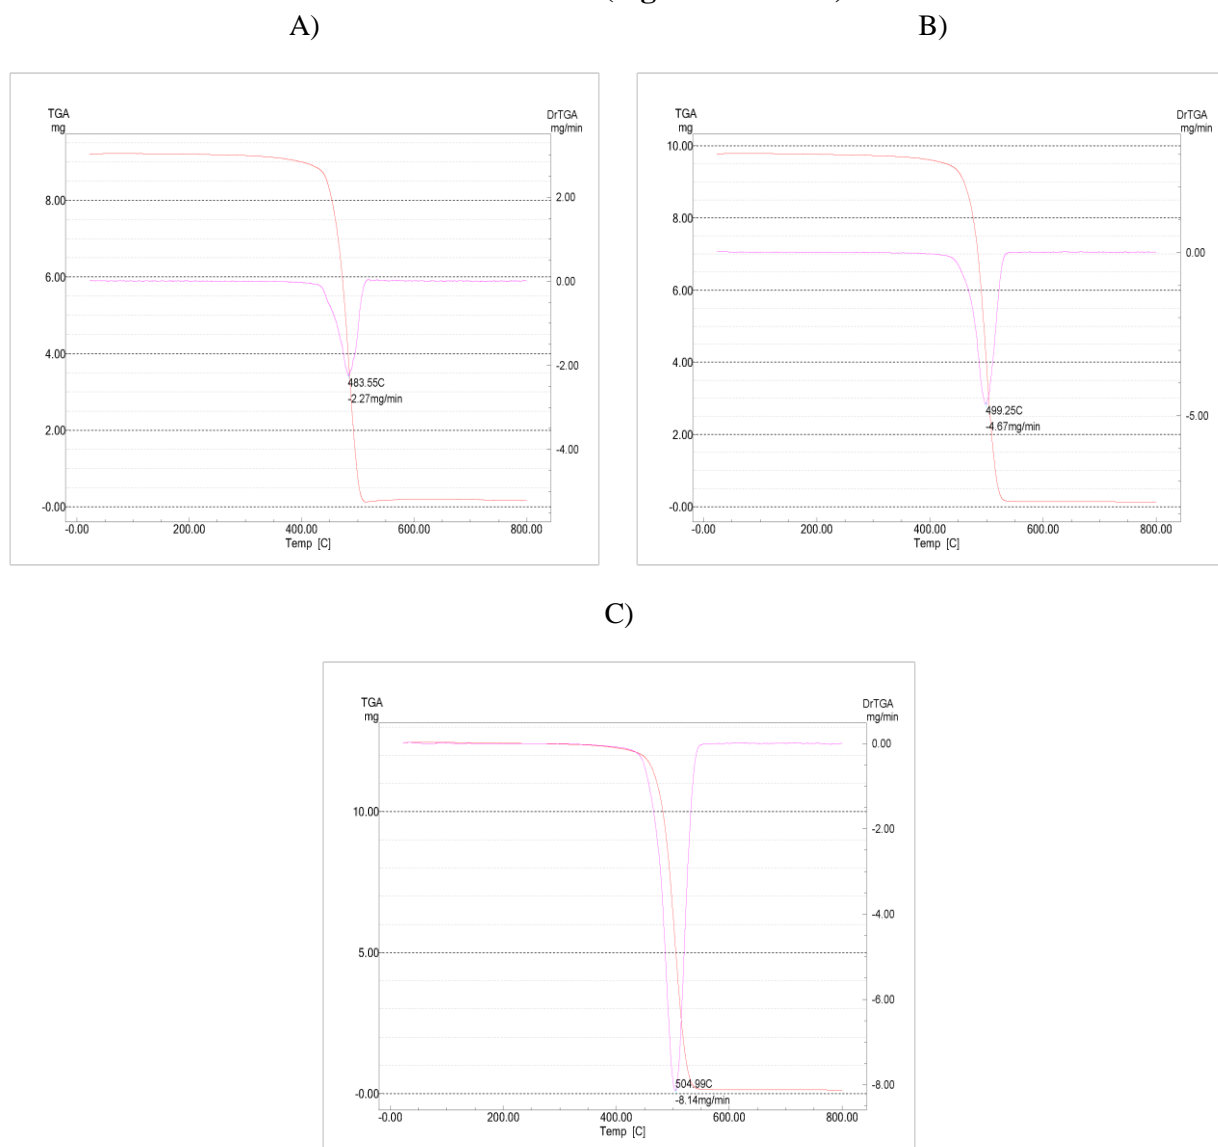 A)
B)
TGA
mg
DrTGA
mg/min
8.00
6.00
4.00
2.00
-0.00
2.00
0.00
-2.00
-4.00
483.55C
-2.27mg/min
-0.00
200.00
400.00
600.00
800.00
Temp [C]
TGA
mg
DrTGA
mg/min
10.00
8.00
6.00
4.00
2.00
-0.00
0.00
-5.00
499.25C
-4.67mg/min
-0.00
200.00
400.00
600.00
800.00
Temp [C]
C)
TGA
mg
DrTGA
mg/min
10.00
5.00
-0.00
0.00
-2.00
-4.00
-6.00
-8.00
504.99C
-8.14mg/min
-0.00
200.00
400.00
600.00
800.00
Temp [C]